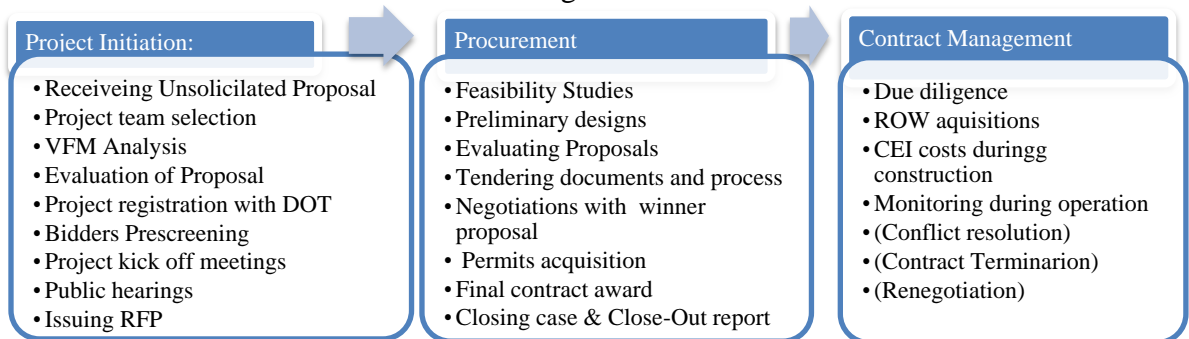 Project Initiation:
• Receiveing Unsolicilated Proposal
• Project team selection
• VFM Analysis
• Evaluation of Proposal
• Project registration with DOT
• Bidders Prescreening
• Project kick off meetings
• Public hearings
• Issuing RFP
Procurement
• Feasibility Studies
• Preliminary designs
• Evaluating Proposals
• Tendering documents and process
• Negotiations with winner
proposal
• Permits acquisition
• Final contract award
• Closing case & Close-Out report
Contract Management
• Due diligence
• ROW aquisitions
• CEI costs duringg
construction
• Monitoring during operation
• (Conflict resolution)
• (Contract Terminarion)
• (Renegotiation)